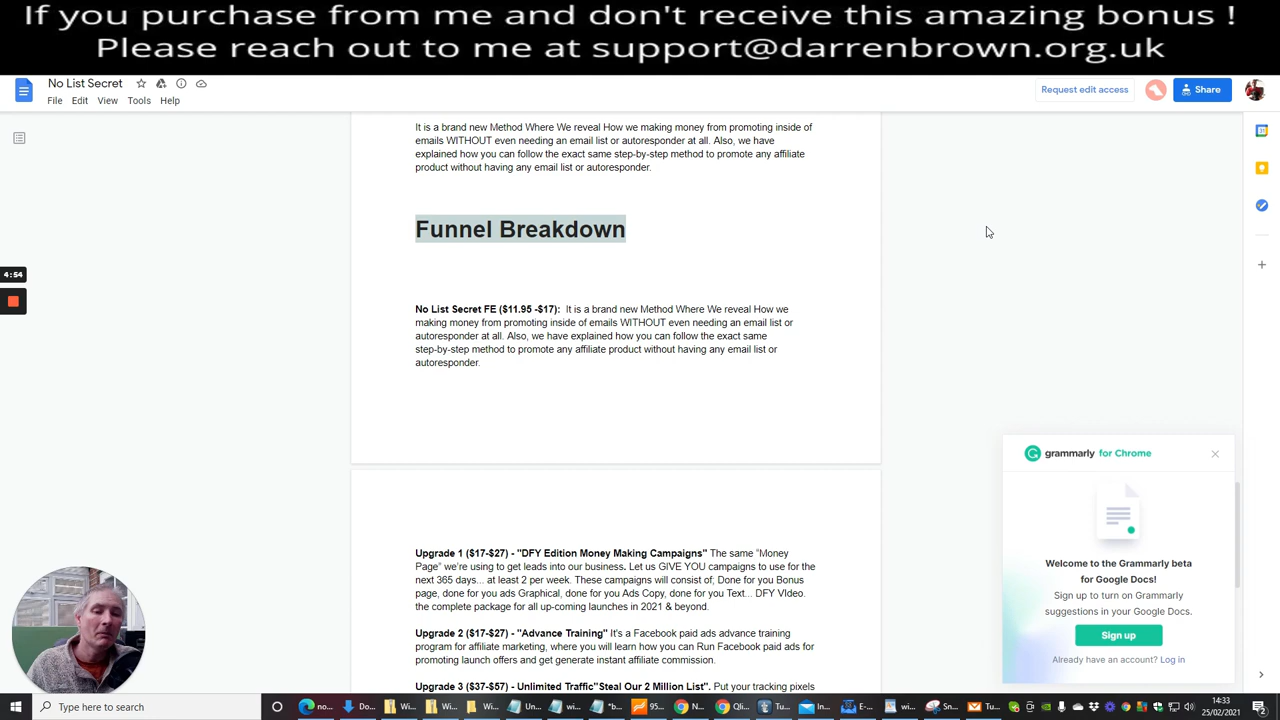 If you purchase from me and don't receive this amazing bonus !
Please reach out to me at support@darrenbrown.org.uk
No List Secret
File Edit View Tools Help
Request edit access
Share
It is a brand new Method Where We reveal How we making money from promoting inside of
emails WITHOUT even needing an email list or autoresponder at all. Also, we have
explained how you can follow the exact same step-by-step method to promote any affiliate
product without having any email list or autoresponder.
Funnel Breakdown
4:54
No List Secret FE ($11.95 -$17): It is a brand new Method Where We reveal How we
making money from promoting inside of emails WITHOUT even needing an email list or
autoresponder at all. Also, we have explained how you can follow the exact same
step-by-step method to promote any affiliate product without having any email list or
autoresponder.
grammarly for Chrome
Welcome to the Grammarly beta
for Google Docs!
Sign up to turn on Grammarly
suggestions in your Google Docs.
Sign up
Already have an account? Log in
Upgrade 1 ($17-$27) - "DFY Edition Money Making Campaigns" The same "Money
Page" we're using to get leads into our business. Let us GIVE YOU campaigns to use for the
next 365 days... at least 2 per week. These campaigns will consist of; Done for you Bonus
page, done for you ads Graphical, done for you Ads Copy, done for you Text... DFY VIdeo.
the complete package for all up-coming launches in 2021 & beyond.
Upgrade 2 ($17-$27) - "Advance Training" It's a Facebook paid ads advance training
program for affiliate marketing, where you will learn how you can Run Facebook paid ads for
promoting launch offers and get generate instant affiliate commission.
Upgrade 3 ($37-$57) - Unlimited Traffic"Steal Our 2 Million List". Put your tracking pixels
Type here to search
no... Do... Wi... Wi... Wi... Un... wi... "b... 95... N... Qli... Tu... In... E-... wi... Sn... Tu...
14:33
25/02/2021